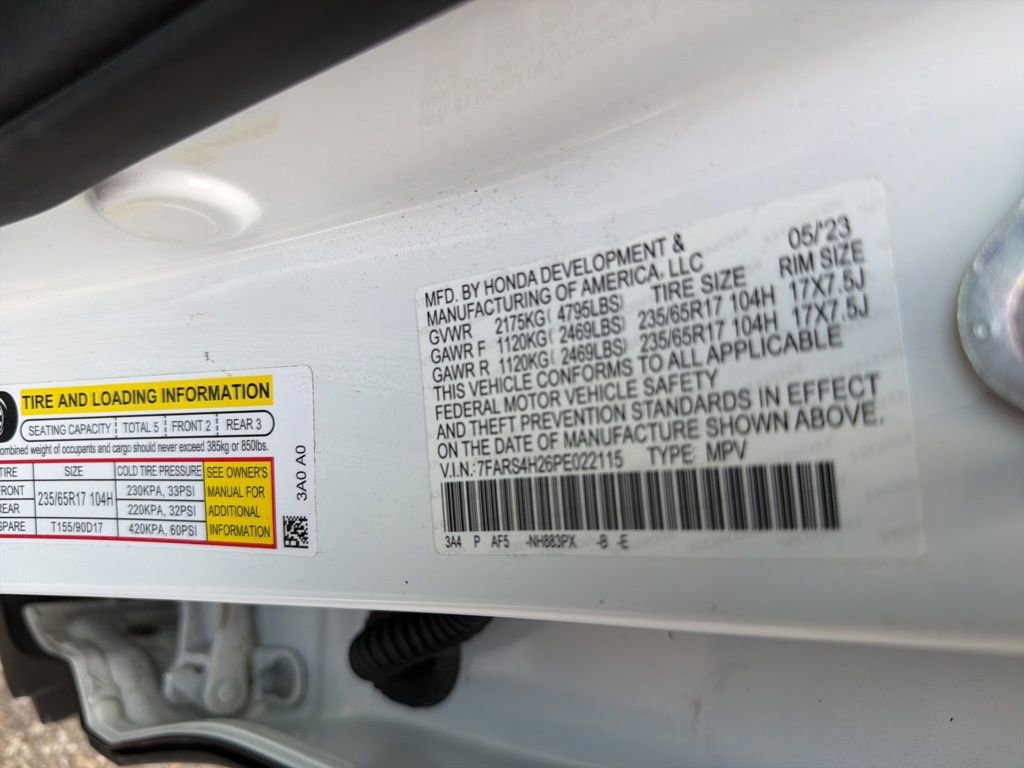 TIRE AND LOADING INFORMATION
SEATING CAPACITY TOTAL 5 FRONT 2 REAR 3
combined weight of occupants and cargo should never exceed 385kg or 850lbs.
TIRE SIZE COLD TIRE PRESSURE SEE OWNER'S MANUAL FOR ADDITIONAL INFORMATION
FRONT 235/65R17 104H 230KPA, 33PSI
REAR 220KPA, 32PSI
SPARE T155/90D17 420KPA, 60PSI
3A0 A0
MFD. BY HONDA DEVELOPMENT & 05/'23
MANUFACTURING OF AMERICA, LLC
GVWR 2175KG( 4795LBS) TIRE SIZE RIM SIZE
GAWR F 1120KG( 2469LBS) 235/65R17 104H 17X7.5J
GAWR R 1120KG( 2469LBS) 235/65R17 104H 17X7.5J
THIS VEHICLE CONFORMS TO ALL APPLICABLE
FEDERAL MOTOR VEHICLE SAFETY
AND THEFT PREVENTION STANDARDS IN EFFECT
ON THE DATE OF MANUFACTURE SHOWN ABOVE.
V.I.N.:7FARS4H26PE022115 TYPE: MPV
3A4 P AF5 -NH883PX -B -E